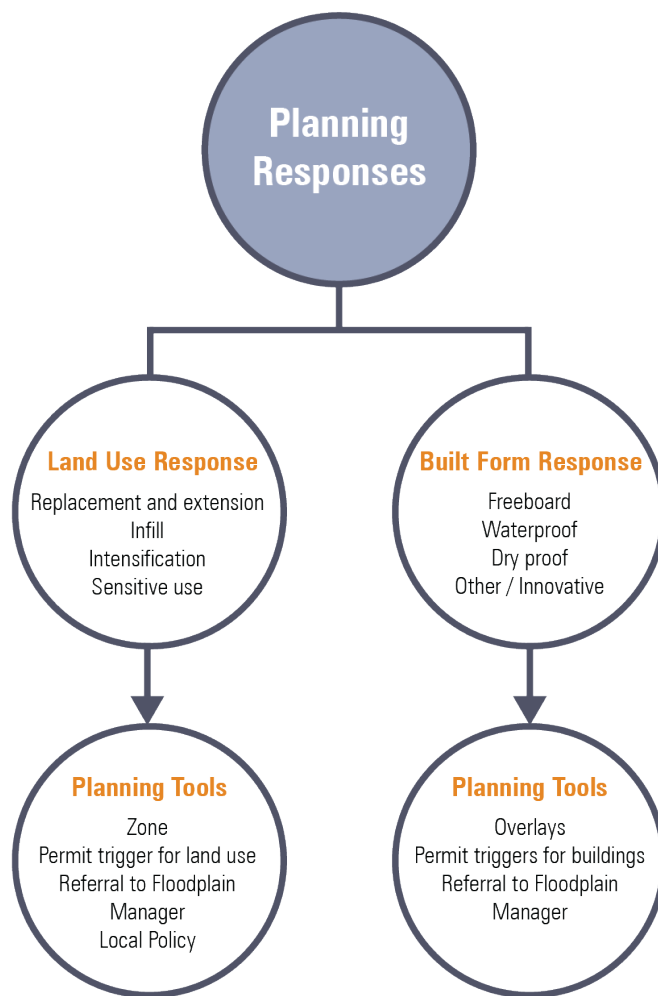 Planning
Responses
Land Use Response
Replacement and extension
Infill
Intensification
Sensitive use
Built Form Response
Freeboard
Waterproof
Dry proof
Other / Innovative
Planning Tools
Zone
Permit trigger for land use
Referral to Floodplain
Manager
Local Policy
Planning Tools
Overlays
Permit triggers for buildings
Referral to Floodplain
Manager